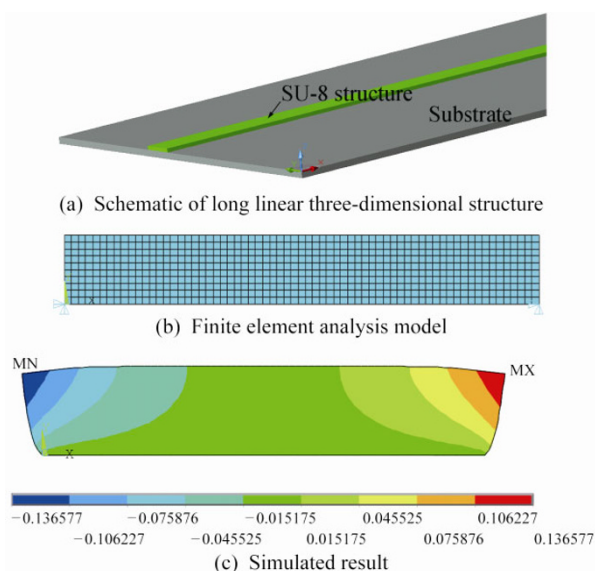 SU-8 structure
Substrate
(a) Schematic of long linear three-dimensional structure
X
(b) Finite element analysis model
MN
MX
X
−0.136577 −0.075876 −0.015175 0.045525 0.106227
−0.106227 −0.045525 0.015175 0.075876 0.136577
(c) Simulated result